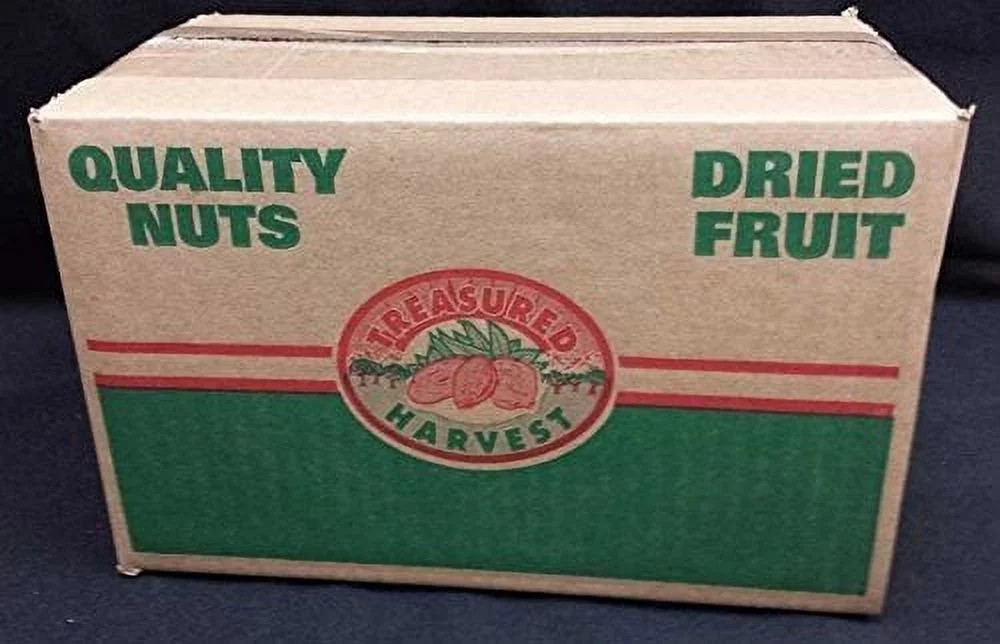 QUALITY
NUTS
DRIED
FRUIT
TREASURED
HARVEST